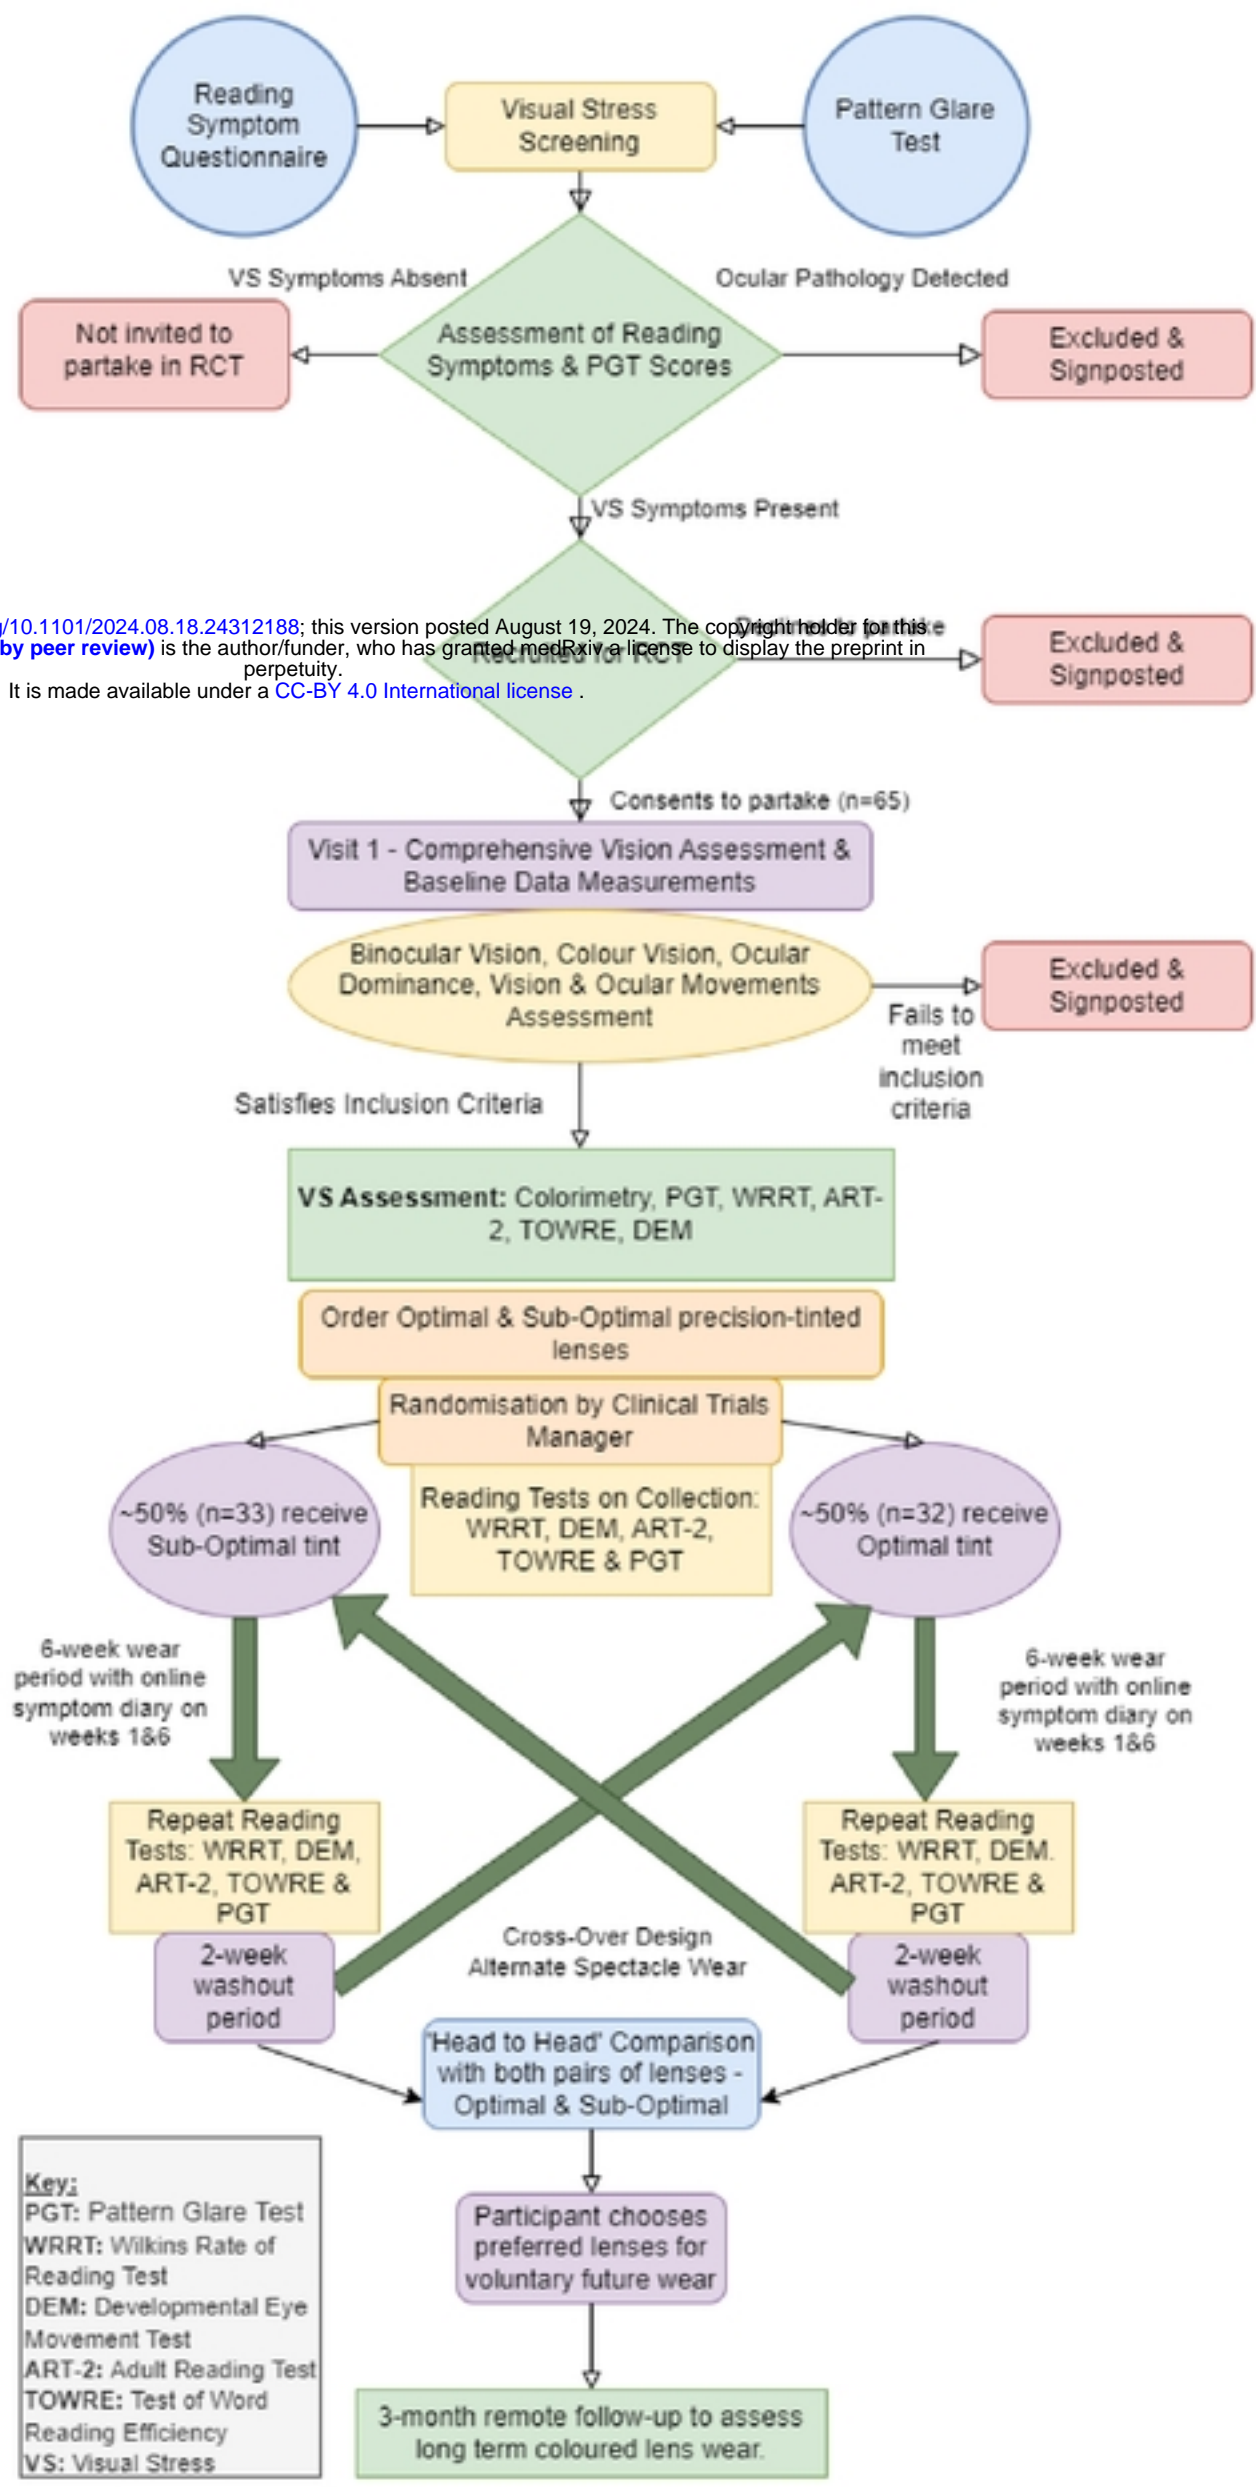 Reading
Symptom
Questionnaire
Visual Stress
Screening
Pattern Glare
Test
VS Symptoms Absent
Ocular Pathology Detected
Not invited to
partake in RCT
Assessment of Reading
Symptoms & PGT Scores
Excluded &
Signposted
VS Symptoms Present
/10.1101/2024.08.18.24312188; this version posted August 19, 2024. The copyright holder for this
by peer review) is the author/funder, who has granted medRxiv a license to display the preprint in
perpetuity.
It is made available under a CC-BY 4.0 International license .
Declines to partake
Recruited for RCT
Excluded &
Signposted
Consents to partake (n=65)
Visit 1 - Comprehensive Vision Assessment &
Baseline Data Measurements
Binocular Vision, Colour Vision, Ocular
Dominance, Vision & Ocular Movements
Assessment
Excluded &
Signposted
Fails to
meet
inclusion
criteria
Satisfies Inclusion Criteria
VS Assessment: Colorimetry, PGT, WRRT, ART-
2, TOWRE, DEM
Order Optimal & Sub-Optimal precision-tinted
lenses
Randomisation by Clinical Trials
Manager
~50% (n=33) receive
Sub-Optimal tint
Reading Tests on Collection:
WRRT, DEM, ART-2,
TOWRE & PGT
~50% (n=32) receive
Optimal tint
6-week wear
period with online
symptom diary on
weeks 1&6
6-week wear
period with online
symptom diary on
weeks 1&6
Repeat Reading
Tests: WRRT, DEM,
ART-2, TOWRE &
PGT
Repeat Reading
Tests: WRRT, DEM.
ART-2, TOWRE &
PGT
2-week
washout
period
Cross-Over Design
Alternate Spectacle Wear
2-week
washout
period
'Head to Head' Comparison
with both pairs of lenses -
Optimal & Sub-Optimal
Participant chooses
preferred lenses for
voluntary future wear
3-month remote follow-up to assess
long term coloured lens wear.
Key:
PGT: Pattern Glare Test
WRRT: Wilkins Rate of
Reading Test
DEM: Developmental Eye
Movement Test
ART-2: Adult Reading Test
TOWRE: Test of Word
Reading Efficiency
VS: Visual Stress